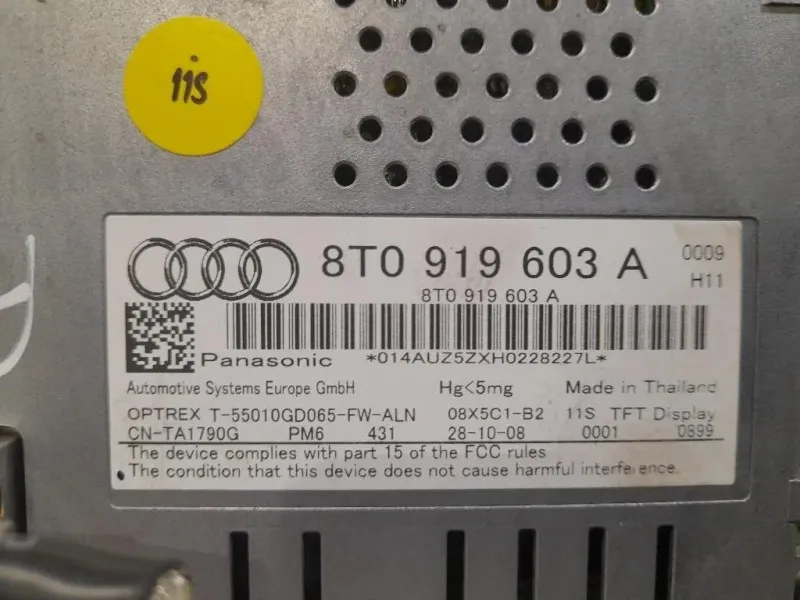 11S
8T0 919 603 A
0009
H11
8T0 919 603 A
Panasonic
*014AUZ5ZXH0228227L*
Automotive Systems Europe GmbH Hg<5mg Made in Thailand
OPTREX T-55010GD065-FW-ALN 08X5C1-B2 11S TFT Display
CN-TA1790G PM6 431 28-10-08 0001 0899
The device complies with part 15 of the FCC rules
The condition that this device does not cause harmful interference.